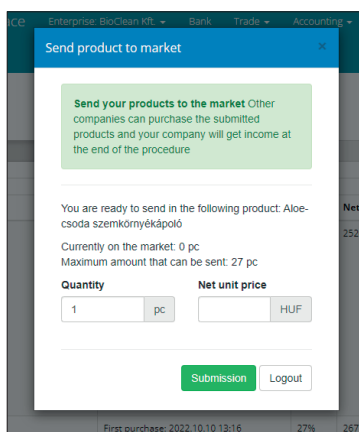 ice Enterprise: BioClean Kft. Bank Trade Accounting
Send product to market ×
Send your products to the market Other
companies can purchase the submitted
products and your company will get income at
the end of the procedure
You are ready to send in the following product: Aloe-
csoda szemkörnyékápoló
Net
252
Currently on the market: 0 pc
Maximum amount that can be sent: 27 pc
Quantity Net unit price
1 pc HUF
Submission Logout
First purchase: 2022.10.10 13:16 27% 267